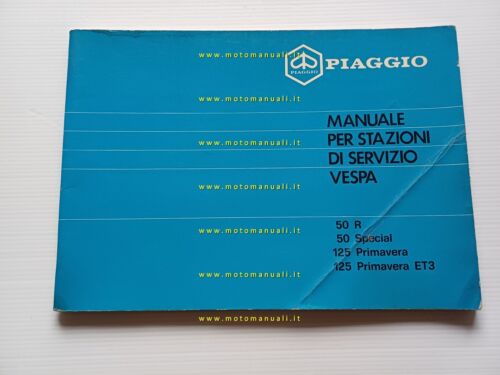 www.motomanuali.it
PIAGGIO
PIAGGIO
www.motomanuali.it
MANUALE
PER STAZIONI
DI SERVIZIO
VESPA
www.motomanuali.it
www.motomanuali.it
50 R
50 Special
125 Primavera
125 Primavera ET3
www.motomanuali.it
www.motomanuali.it
www.motomanuali.it